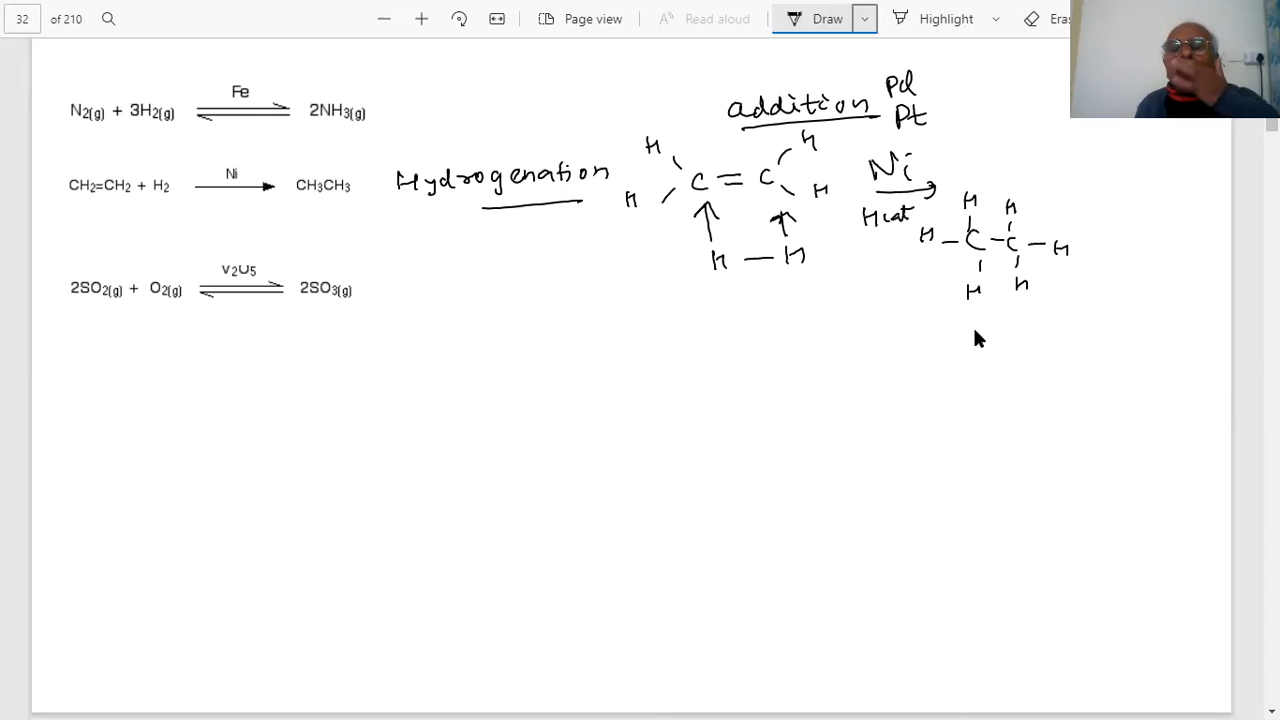 32 of 210 Page view Read aloud Draw Highlight Eras
Fe
N2(g) + 3H2(g) 2NH3(g)
Ni
CH2=CH2 + H2 CH3CH3
V2O5
2SO2(g) + O2(g) 2SO3(g)
Hydrogenation
addition Pd
Pt
H H
C = C Ni
H H
Heat
H — H
H H
H — C — C — H
H H